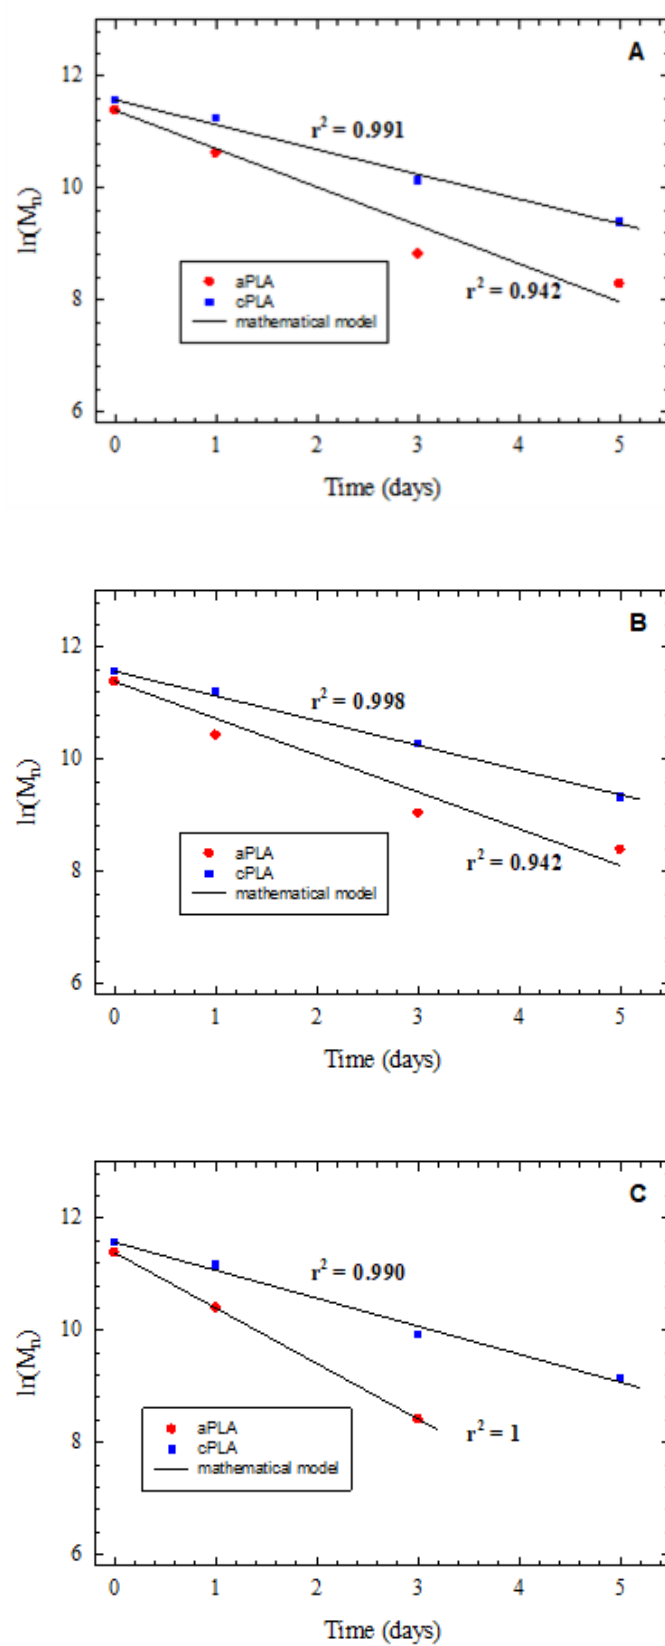 A
12
r² = 0.991
10
ln(Mₙ)
aPLA
cPLA
mathematical model
r² = 0.942
8
6
0 1 2 3 4 5
Time (days)
B
12
r² = 0.998
10
ln(Mₙ)
aPLA
cPLA
mathematical model
r² = 0.942
8
6
0 1 2 3 4 5
Time (days)
C
12
r² = 0.990
10
ln(Mₙ)
aPLA
cPLA
mathematical model
r² = 1
8
6
0 1 2 3 4 5
Time (days)